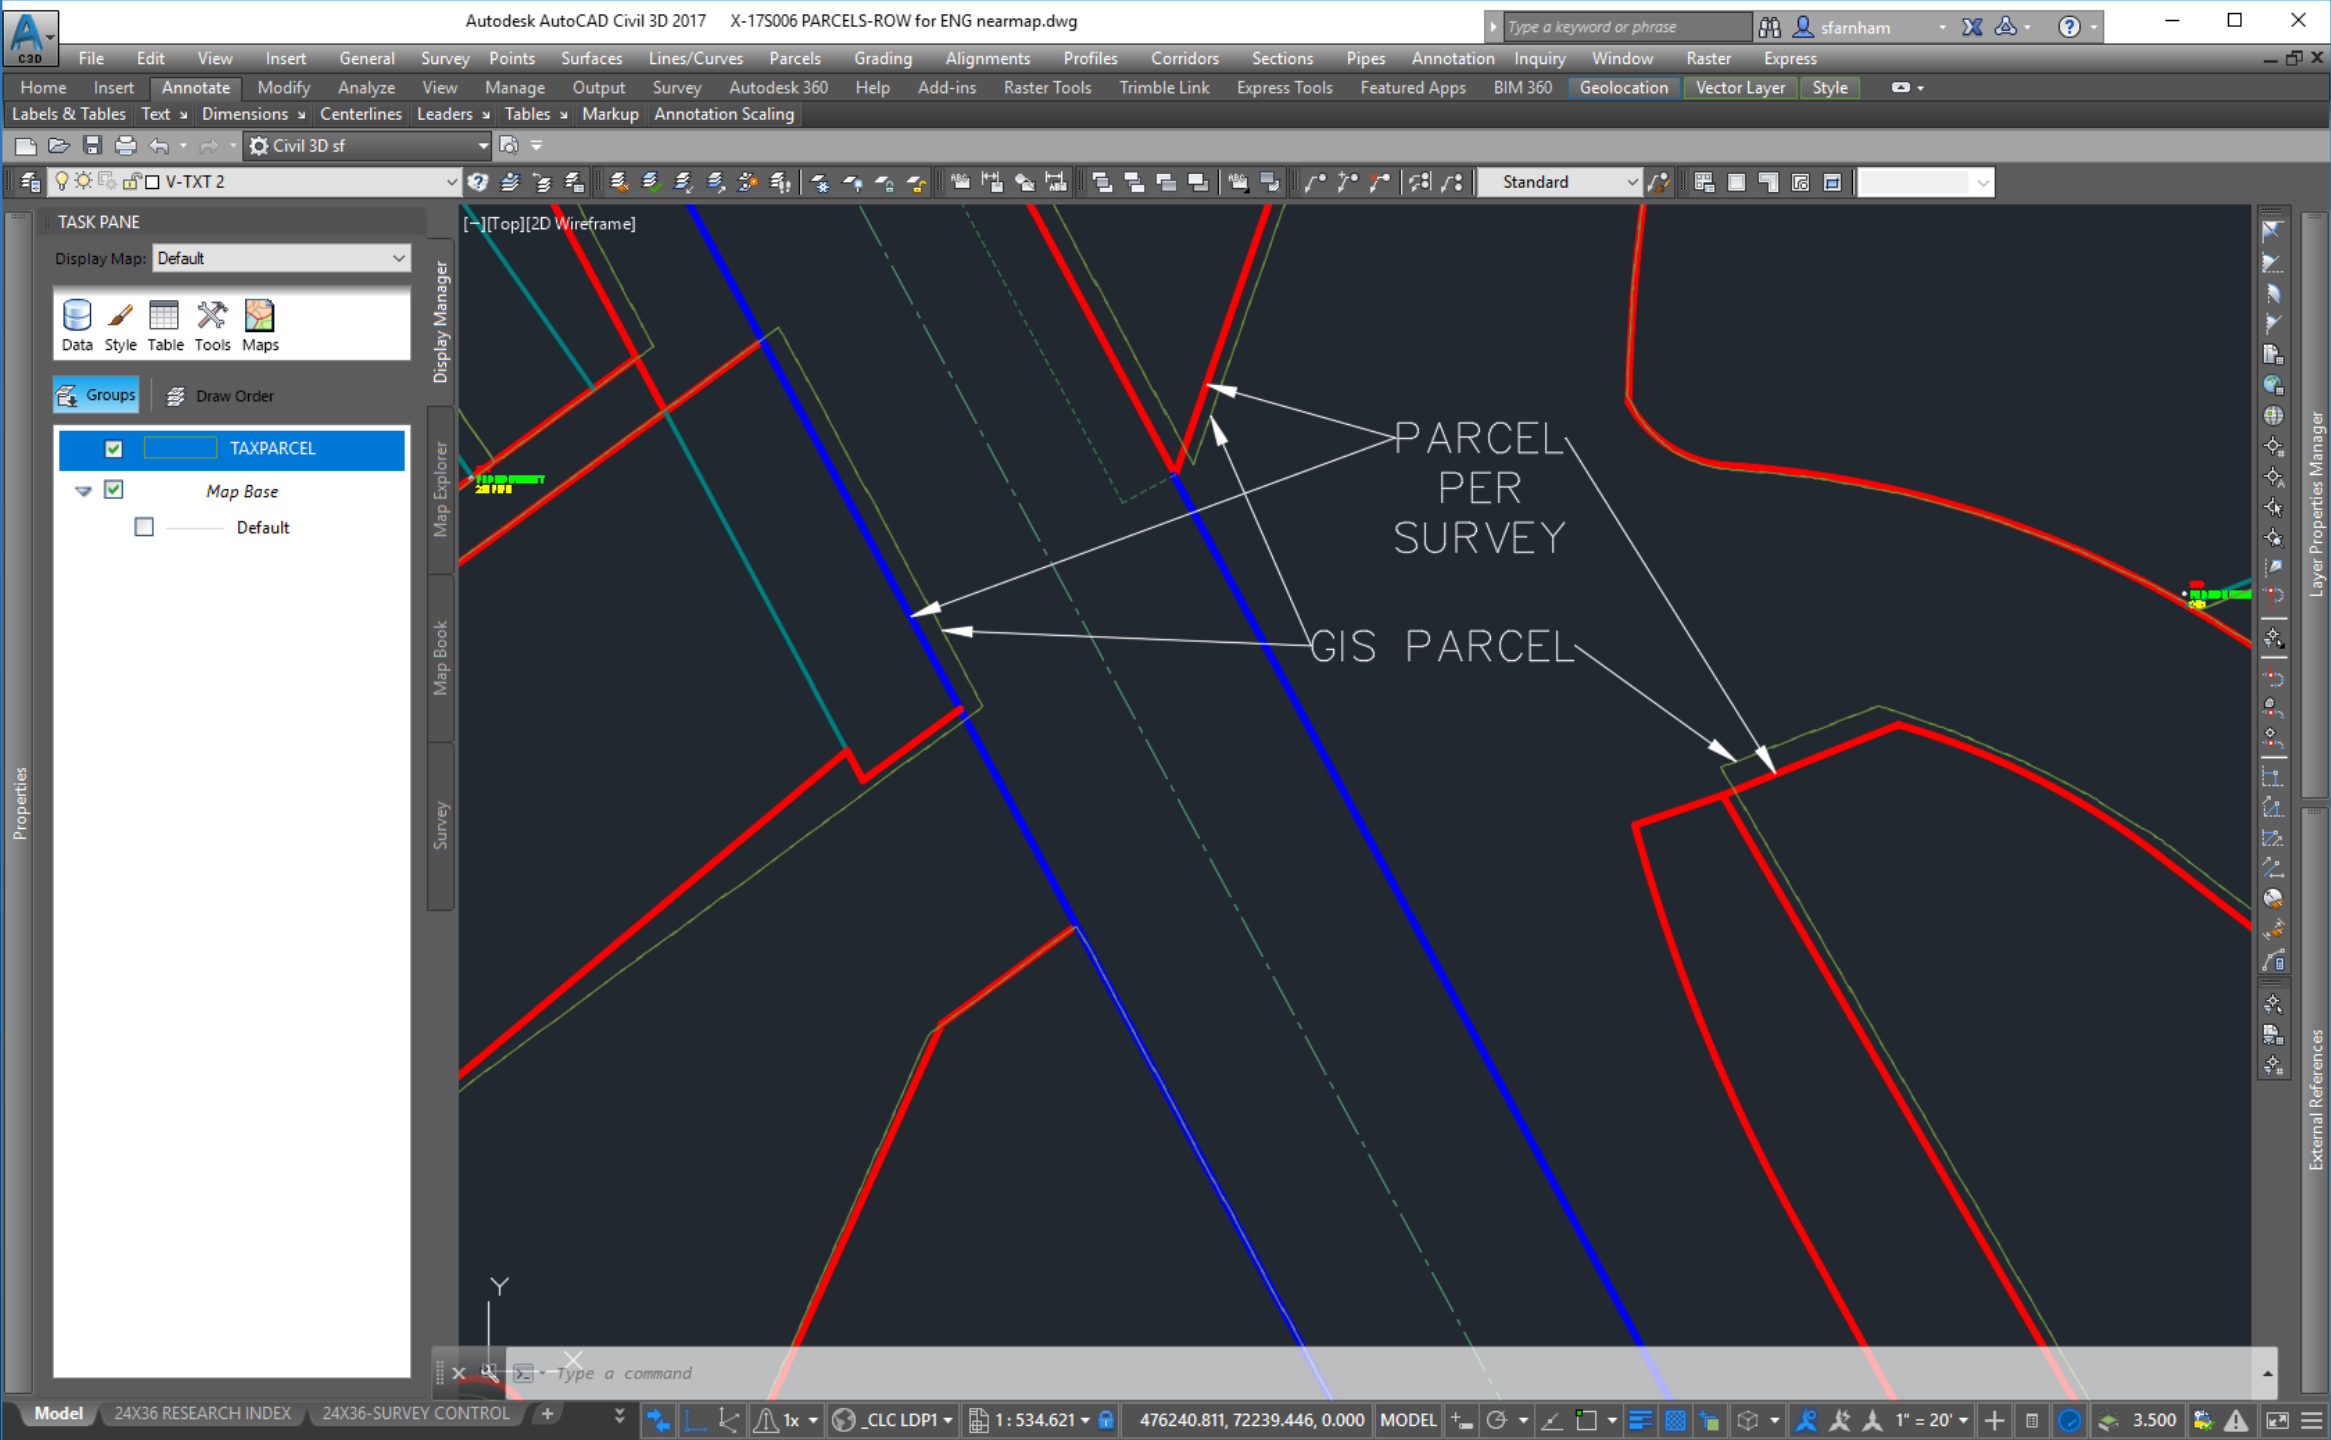 Autodesk AutoCAD Civil 3D 2017 X-17S006 PARCELS-ROW for ENG nearmap.dwg
Type a keyword or phrase
sfarnham
C3D
File Edit View Insert General Survey Points Surfaces Lines/Curves Parcels Grading Alignments Profiles Corridors Sections Pipes Annotation Inquiry Window Raster Express
Home Insert Annotate Modify Analyze View Manage Output Survey Autodesk 360 Help Add-ins Raster Tools Trimble Link Express Tools Featured Apps BIM 360 Geolocation Vector Layer Style
Labels & Tables Text Dimensions Centerlines Leaders Tables Markup Annotation Scaling
Civil 3D sf
V-TXT 2
Standard
TASK PANE
Display Map: Default
Data Style Table Tools Maps
Groups Draw Order
TAXPARCEL
Map Base
Default
Properties
Display Manager
Map Explorer
Map Book
Survey
[−][Top][2D Wireframe]
PARCEL
PER
SURVEY
GIS PARCEL
Layer Properties Manager
External References
Y
X
Type a command
Model 24X36 RESEARCH INDEX 24X36-SURVEY CONTROL +
1x _CLC LDP1 1 : 534.621 476240.811, 72239.446, 0.000 MODEL 1" = 20' 3.500